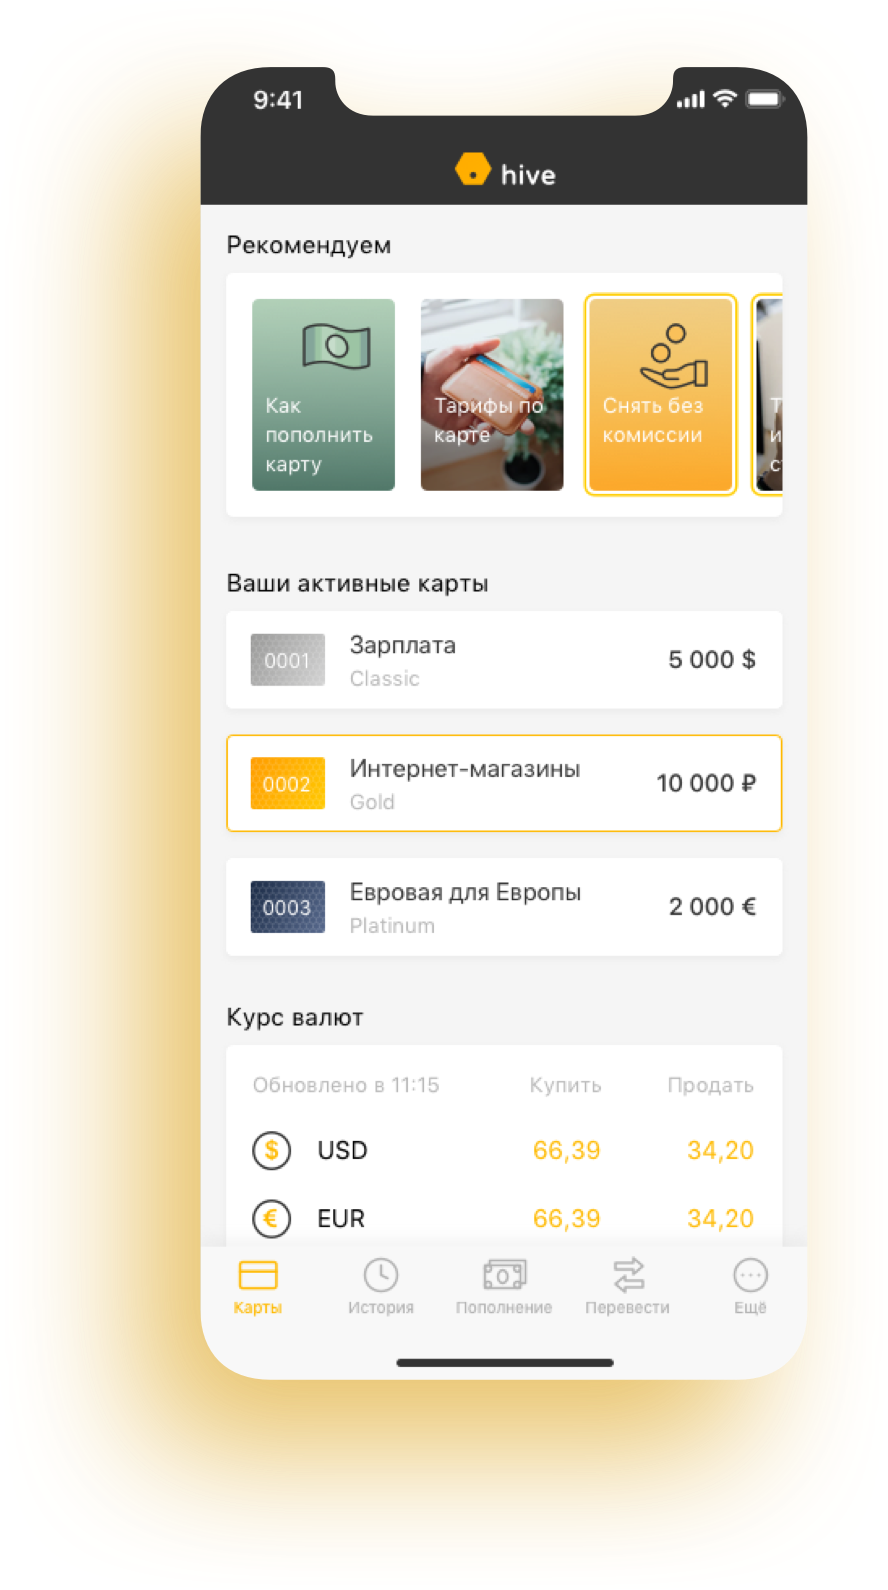 9:41
hive
Рекомендуем
Как
пополнить
карту
Тарифы по
карте
Снять без
комиссии
Ваши активные карты
0001
Зарплата
Classic
5 000 $
0002
Интернет-магазины
Gold
10 000 ₽
0003
Евровая для Европы
Platinum
2 000 €
Курс валют
Обновлено в 11:15 Купить Продать
$ USD 66,39 34,20
€ EUR 66,39 34,20
Карты История Пополнение Перевести Ещё